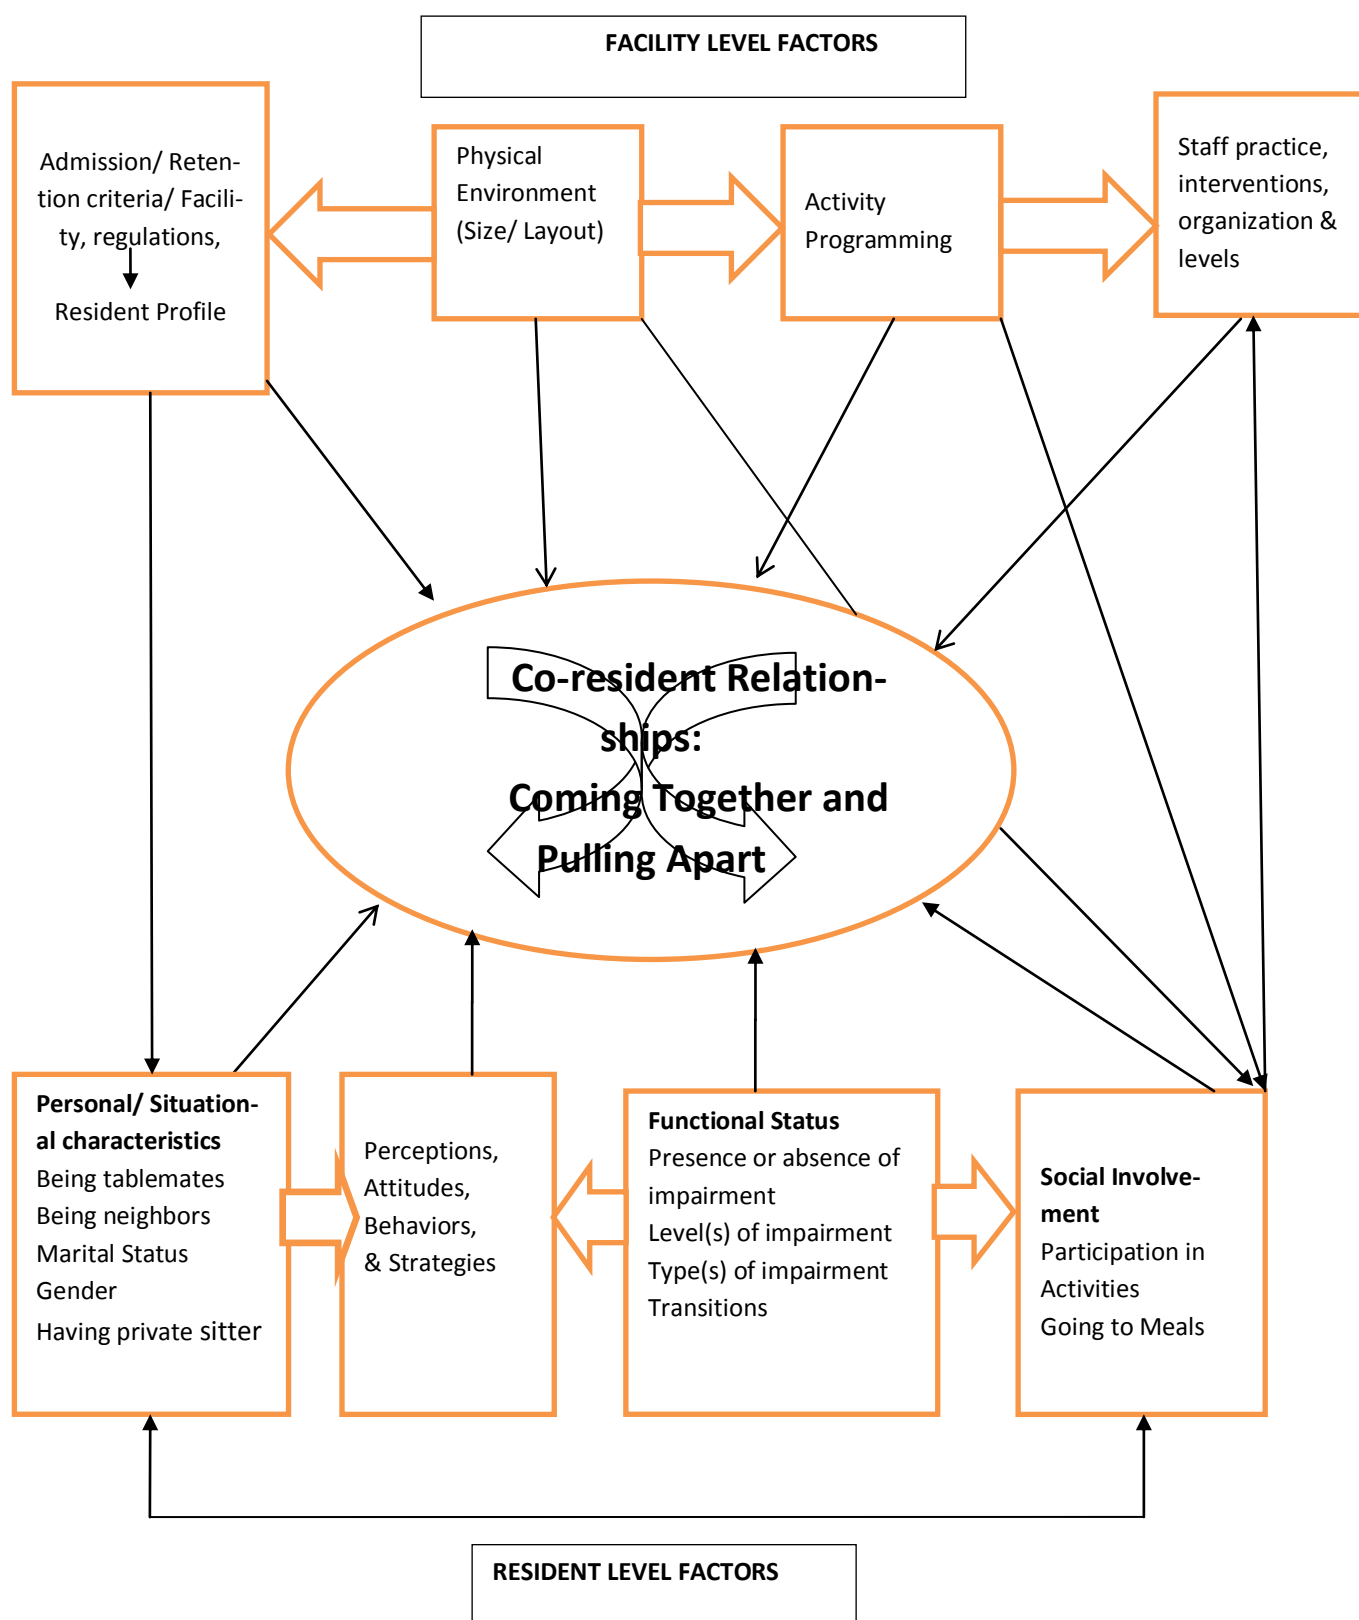 FACILITY LEVEL FACTORS
Admission/ Reten-
tion criteria/ Facili-
ty, regulations,
Resident Profile
Physical
Environment
(Size/ Layout)
Activity
Programming
Staff practice,
interventions,
organization &
levels
Co-resident Relation-
ships:
Coming Together and
Pulling Apart
Personal/ Situation-
al characteristics
Being tablemates
Being neighbors
Marital Status
Gender
Having private sitter
Perceptions,
Attitudes,
Behaviors,
& Strategies
Functional Status
Presence or absence of
impairment
Level(s) of impairment
Type(s) of impairment
Transitions
Social Involve-
ment
Participation in
Activities
Going to Meals
RESIDENT LEVEL FACTORS